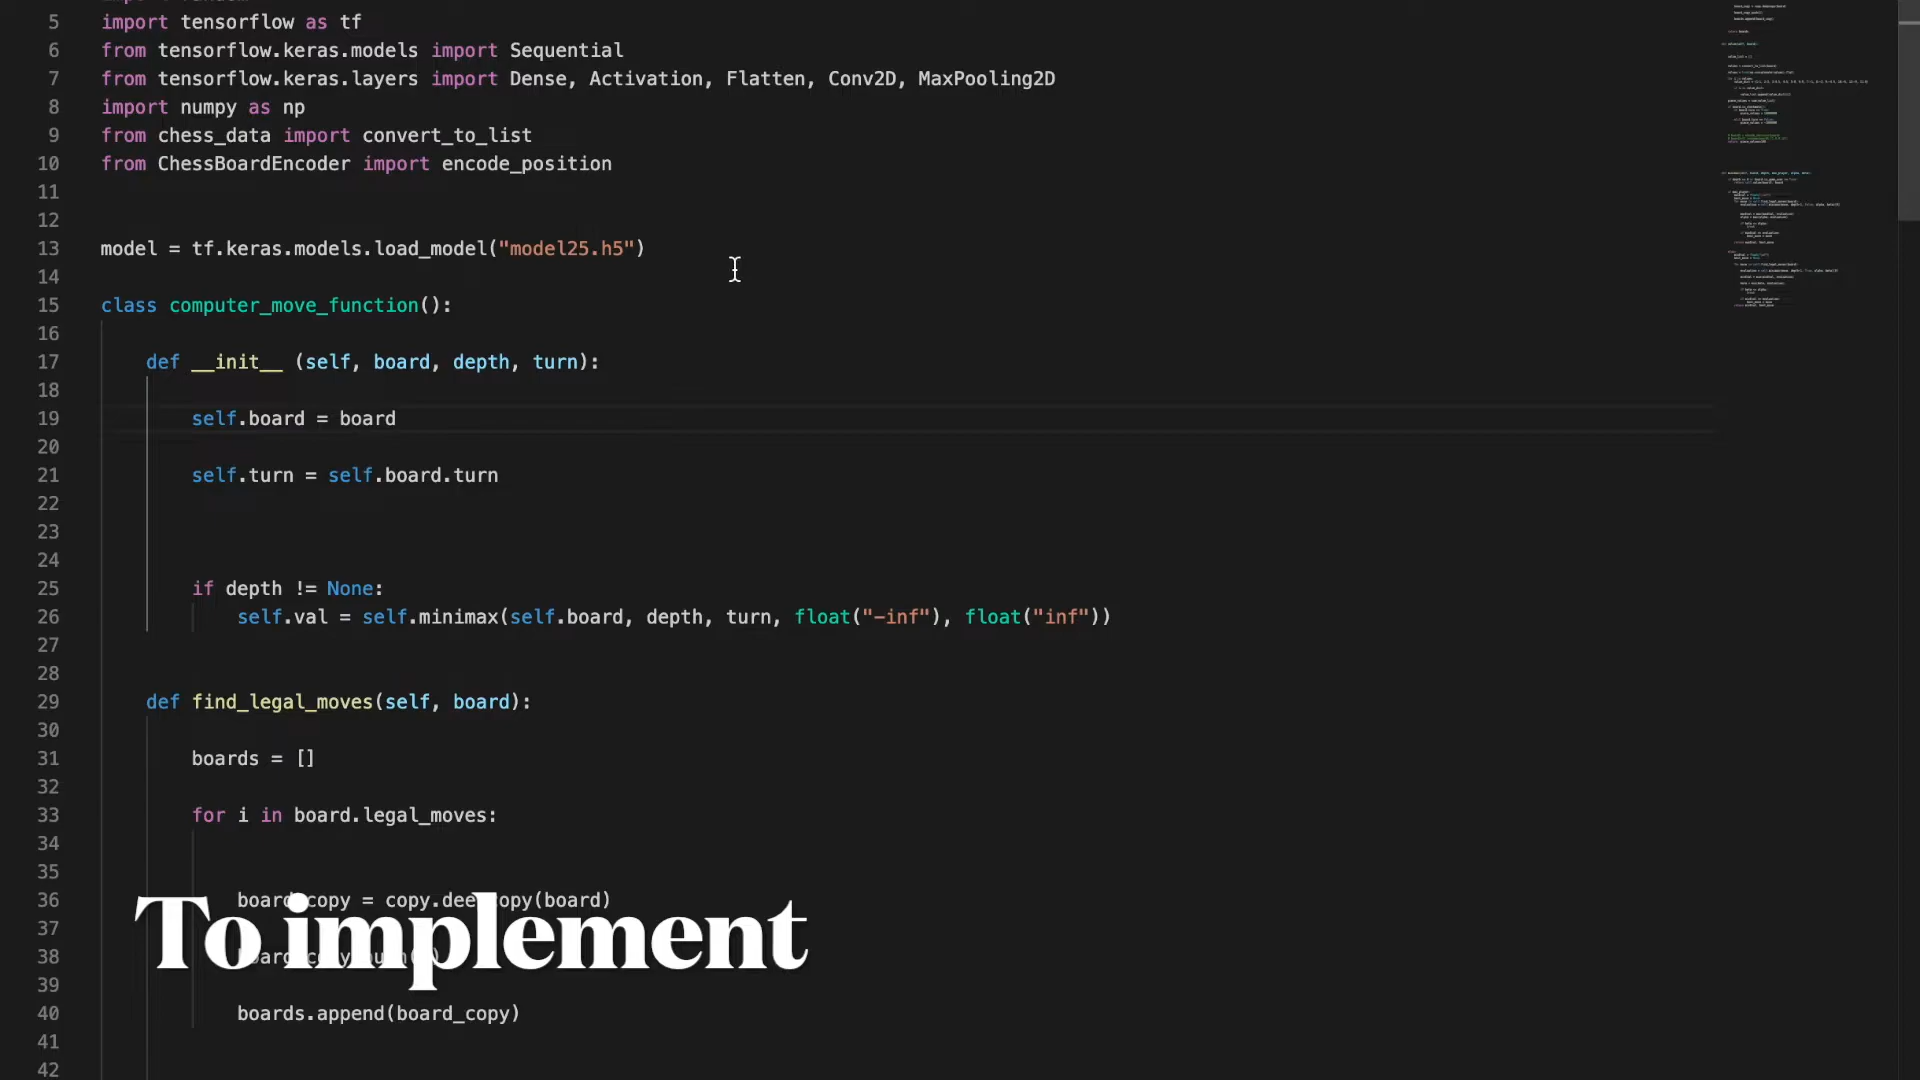 5 import tensorflow as tf
6 from tensorflow.keras.models import Sequential
7 from tensorflow.keras.layers import Dense, Activation, Flatten, Conv2D, MaxPooling2D
8 import numpy as np
9 from chess_data import convert_to_list
10 from ChessBoardEncoder import encode_position
11
12
13 model = tf.keras.models.load_model("model25.h5")
14
15 class computer_move_function():
16
17 def __init__ (self, board, depth, turn):
18
19 self.board = board
20
21 self.turn = self.board.turn
22
23
24
25 if depth != None:
26 self.val = self.minimax(self.board, depth, turn, float("-inf"), float("inf"))
27
28
29 def find_legal_moves(self, board):
30
31 boards = []
32
33 for i in board.legal_moves:
34
35
36 board_copy = copy.deepcopy(board)
37
To implement
38
39
40 boards.append(board_copy)
41
42